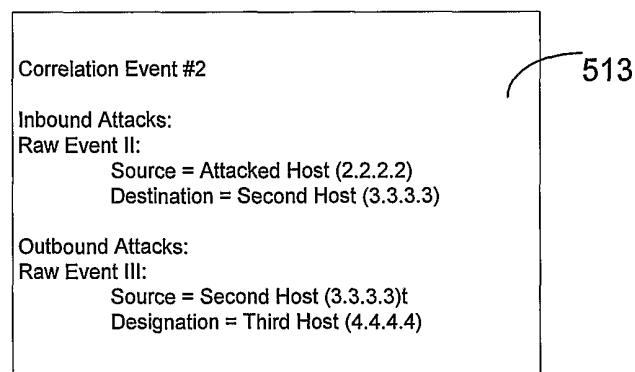 Correlation Event #2
513
Inbound Attacks:
Raw Event II:
Source = Attacked Host (2.2.2.2)
Destination = Second Host (3.3.3.3)
Outbound Attacks:
Raw Event III:
Source = Second Host (3.3.3.3)t
Designation = Third Host (4.4.4.4)